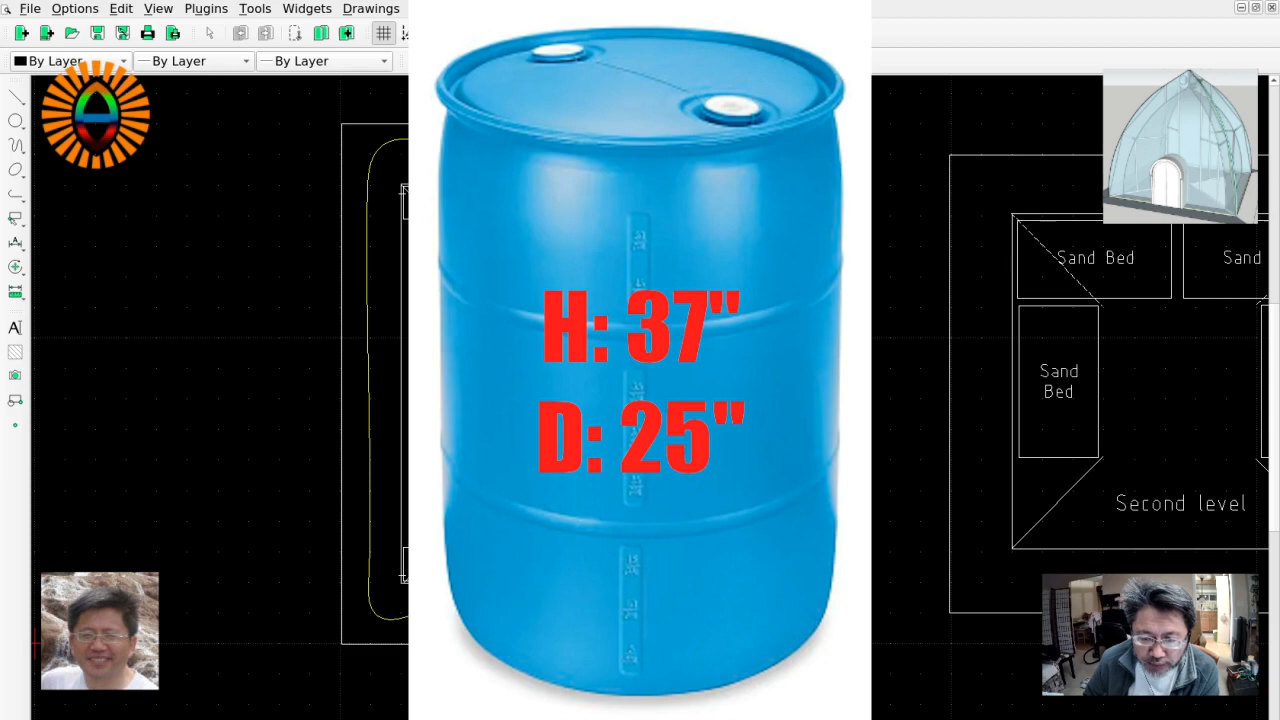 File Options Edit View Plugins Tools Widgets Drawings
By Layer By Layer By Layer
H: 37"
D: 25"
Sand Bed
Sand
Sand
Bed
Second level
A